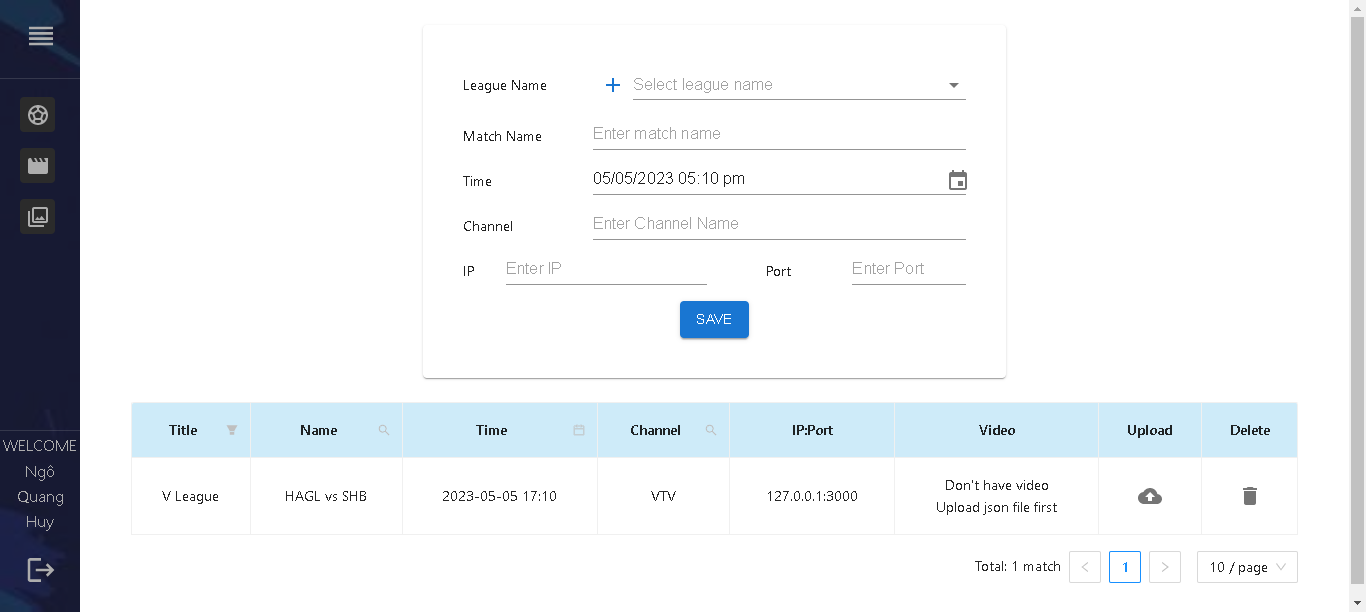 League Name
Select league name
Match Name
Enter match name
Time
05/05/2023 05:10 pm
Channel
Enter Channel Name
IP
Enter IP
Port
Enter Port
SAVE
Title Name Time Channel IP:Port Video Upload Delete
V League HAGL vs SHB 2023-05-05 17:10 VTV 127.0.0.1:3000 Don't have video
Upload json file first
Total: 1 match 1 10 / page
WELCOME
Ngô
Quang
Huy